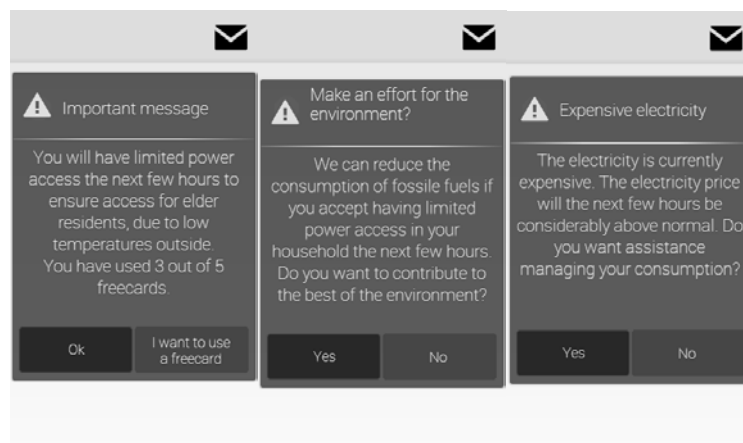 Important message
You will have limited power
access the next few hours to
ensure access for elder
residents, due to low
temperatures outside.
You have used 3 out of 5
freecards.
Ok
I want to use
a freecard
Make an effort for the
environment?
We can reduce the
consumption of fossile fuels if
you accept having limited
power access in your
household the next few hours.
Do you want to contribute to
the best of the environment?
Yes
No
Expensive electricity
The electricity is currently
expensive. The electricity price
will the next few hours be
considerably above normal. Do
you want assistance
managing your consumption?
Yes
No